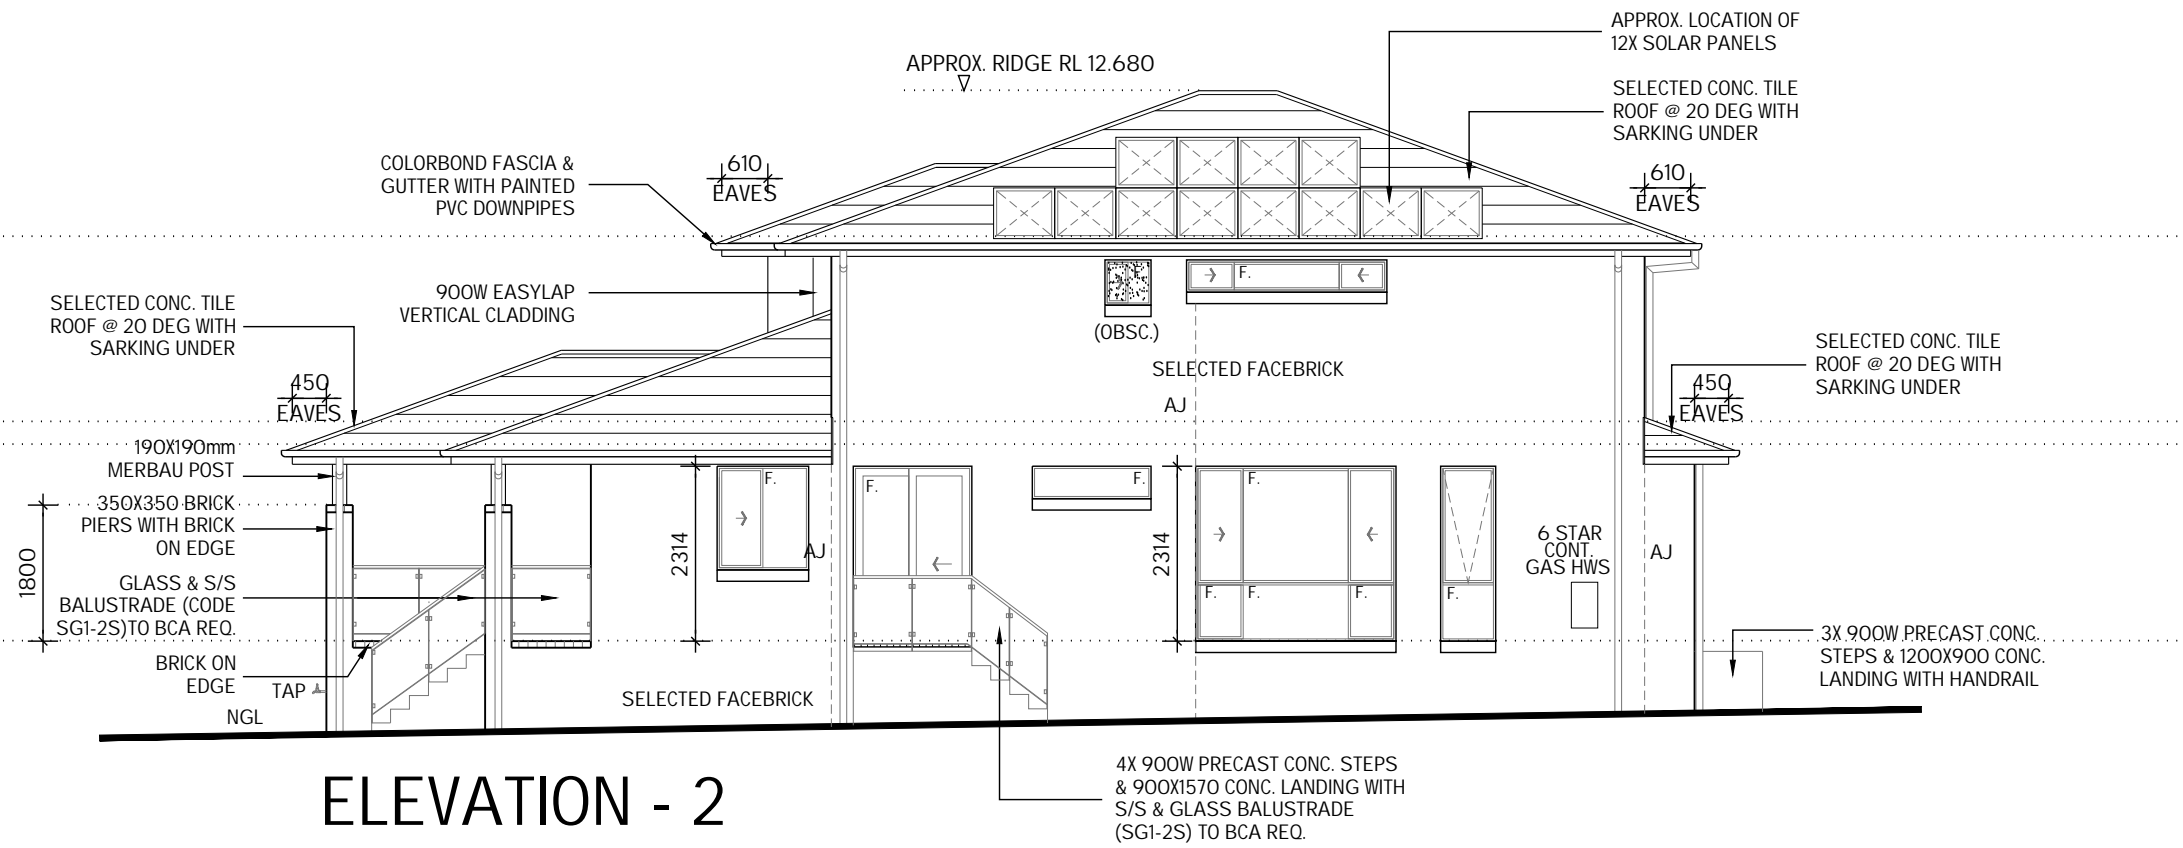 APPROX. LOCATION OF
12X SOLAR PANELS
APPROX. RIDGE RL 12.680
SELECTED CONC. TILE
ROOF @ 20 DEG WITH
SARKING UNDER
COLORBOND FASCIA &
GUTTER WITH PAINTED
PVC DOWNPIPES
610
EAVES
610
EAVES
900W EASYLAP
VERTICAL CLADDING
F.
F.
(OBSC.)
SELECTED CONC. TILE
ROOF @ 20 DEG WITH
SARKING UNDER
SELECTED FACEBRICK
AJ
SELECTED CONC. TILE
ROOF @ 20 DEG WITH
SARKING UNDER
450
EAVES
450
EAVES
190X190mm
MERBAU POST
350X350 BRICK
PIERS WITH BRICK
ON EDGE
1800
GLASS & S/S
BALUSTRADE (CODE
SG1-2S)TO BCA REQ.
BRICK ON
EDGE
TAP
NGL
2314
F.
AJ
F.
F.
2314
F.
F.
F.
F.
F.
6 STAR
CONT.
GAS HWS
AJ
SELECTED FACEBRICK
3X 900W PRECAST CONC.
STEPS & 1200X900 CONC.
LANDING WITH HANDRAIL
4X 900W PRECAST CONC. STEPS
& 900X1570 CONC. LANDING WITH
S/S & GLASS BALUSTRADE
(SG1-2S) TO BCA REQ.
ELEVATION - 2